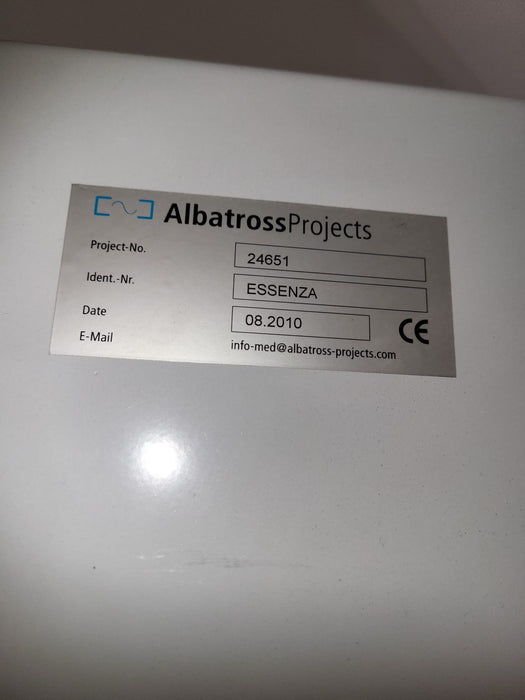 AlbatrossProjects
Project-No. 24651
Ident.-Nr. ESSENZA
Date 08.2010
CE
E-Mail info-med@albatross-projects.com